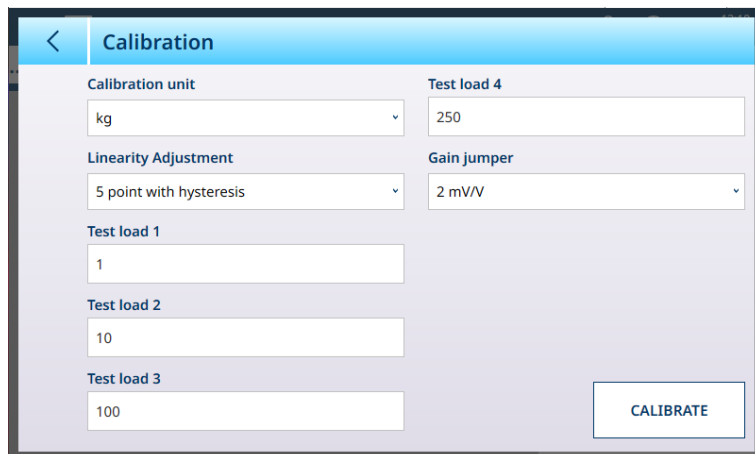 Calibration
Calibration unit
kg
Linearity Adjustment
5 point with hysteresis
Test load 1
1
Test load 2
10
Test load 3
100
Test load 4
250
Gain jumper
2 mV/V
CALIBRATE